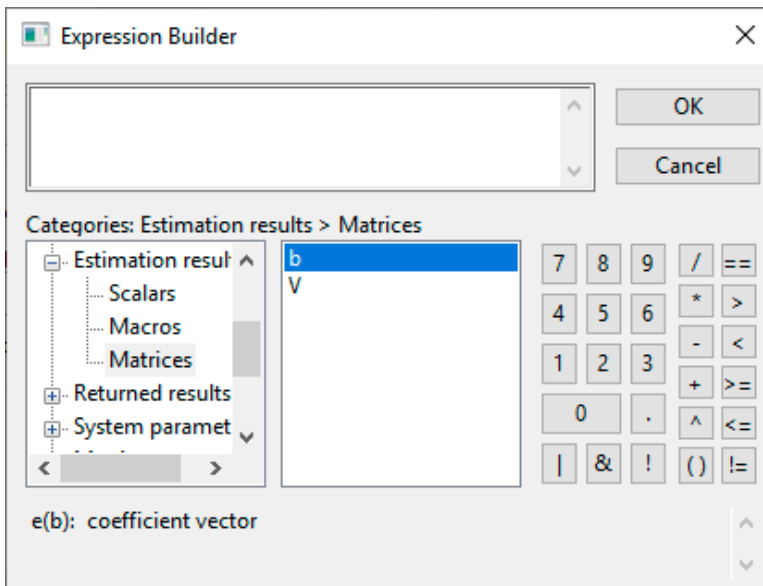 Expression Builder
OK
Cancel
Categories: Estimation results > Matrices
Estimation resul
Scalars
Macros
Matrices
Returned results
System paramet
b
V
7 8 9 / ==
4 5 6 * >
1 2 3 - <
0 . + >=
^ <=
| & ! () !=
e(b): coefficient vector